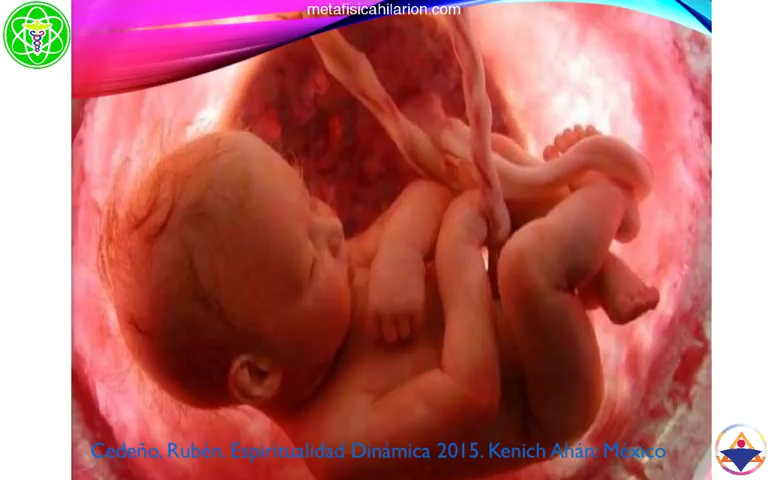 metafisicahilarion.com
Cedeño, Rubén. Espiritualidad Dinámica 2015. Kenich Ahán; México